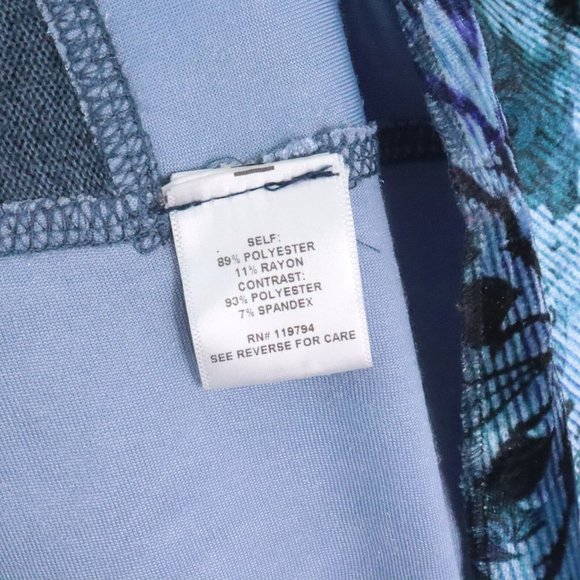 SELF:
89% POLYESTER
11% RAYON
CONTRAST:
93% POLYESTER
7% SPANDEX
RN# 119794
SEE REVERSE FOR CARE